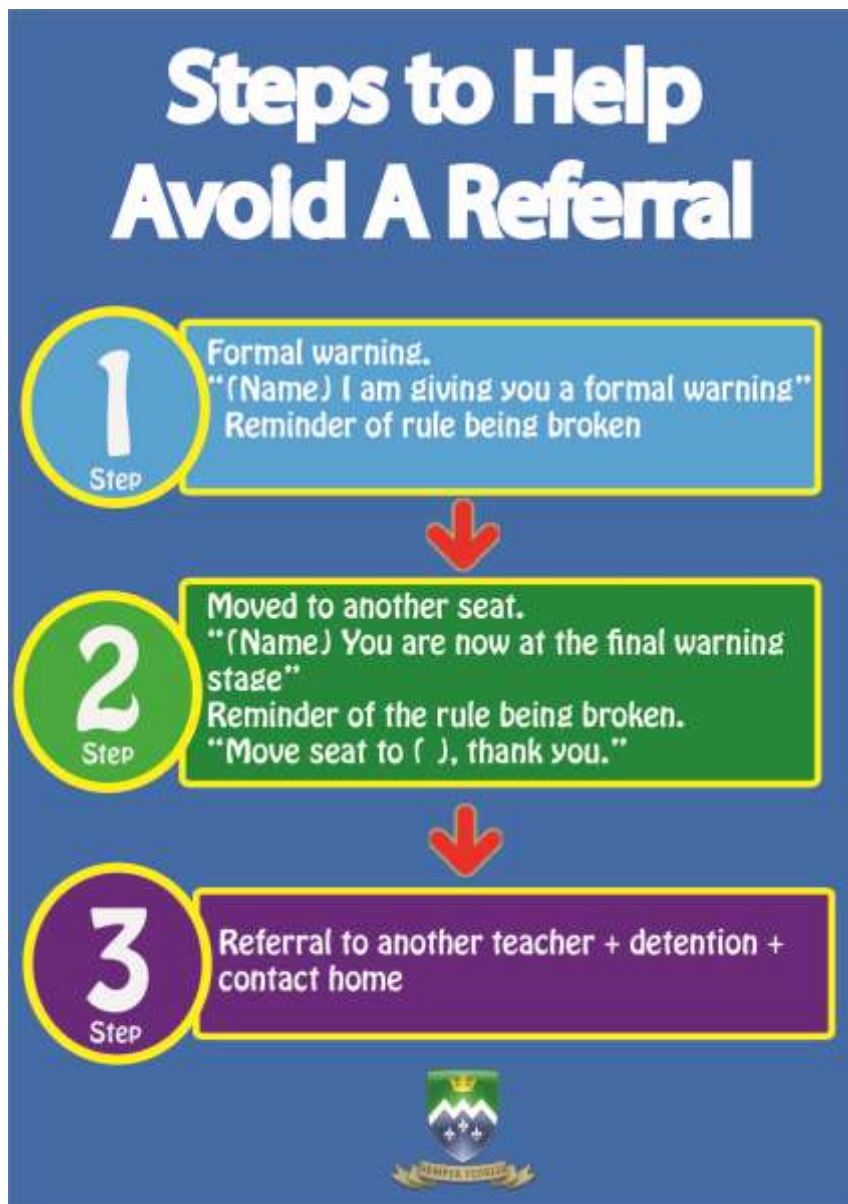 Steps to Help
Avoid A Referral
1
Step
Formal warning.
“(Name) I am giving you a formal warning”
Reminder of rule being broken
2
Step
Moved to another seat.
“(Name) You are now at the final warning
stage”
Reminder of the rule being broken.
“Move seat to ( ), thank you.”
3
Step
Referral to another teacher + detention +
contact home